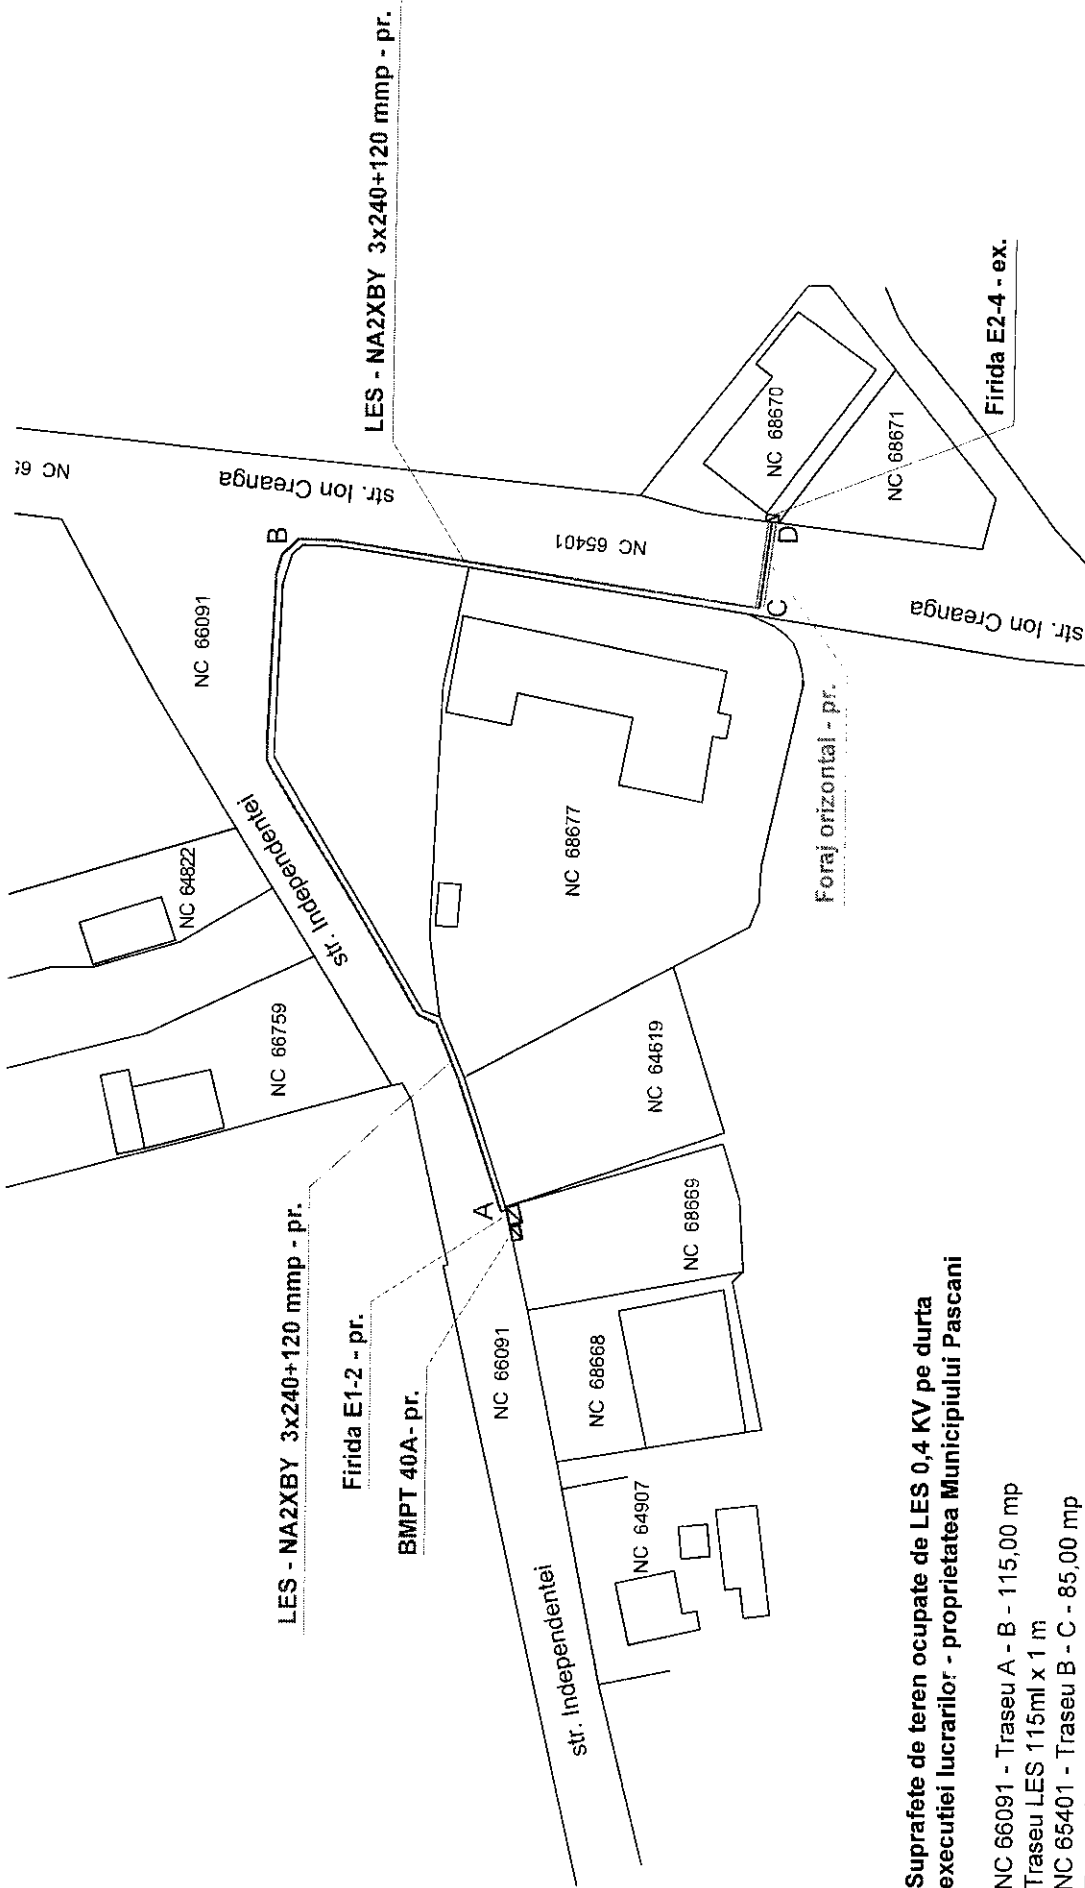 LES - NA2XBY 3x240+120 mmp - pr.
Firida E1-2 - pr.
BMPT 40A- pr.
LES - NA2XBY 3x240+120 mmp - pr.
Firida E2-4 - ex.
Foraj orizontal - pr.
NC 66759
NC 64822
NC 66091
NC 65
str. Independentei
str. Ion Creanga
A
B
C
D
NC 65401
NC 68670
NC 68671
str. Ion Creanga
NC 68677
NC 64619
NC 68669
NC 66091
NC 68668
NC 64907
str. Independentei
Suprafete de teren ocupate de LES 0,4 KV pe durta
executiei lucrarilor - proprietatea Municipiului Pascani
NC 66091 - Traseu A - B - 115,00 mp
Traseu LES 115ml x 1 m
NC 65401 - Traseu B - C - 85,00 mp